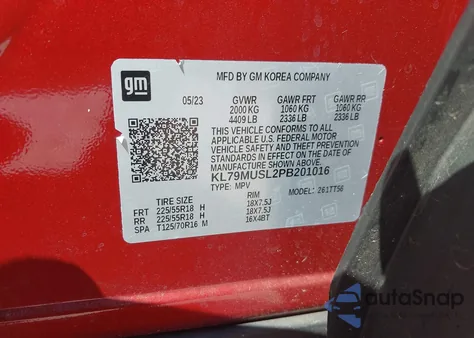 gm
MFD BY GM KOREA COMPANY
05/23 GVWR GAWR FRT GAWR RR
2000 KG 1060 KG 1060 KG
4409 LB 2336 LB 2336 LB
THIS VEHICLE CONFORMS TO ALL
APPLICABLE U.S. FEDERAL MOTOR
VEHICLE SAFETY, BUMPER, AND
THEFT PREVENTION STANDARDS
IN EFFECT ON THE DATE OF
MANUFACTURE SHOWN ABOVE.
KL79MUSL2PB201016
TYPE: MPV MODEL: 261TT56
TIRE SIZE RIM
FRT 225/55R18 H 18X7.5J
RR 225/55R18 H 18X7.5J
SPA T125/70R16 M 16X4BT
autoSnap